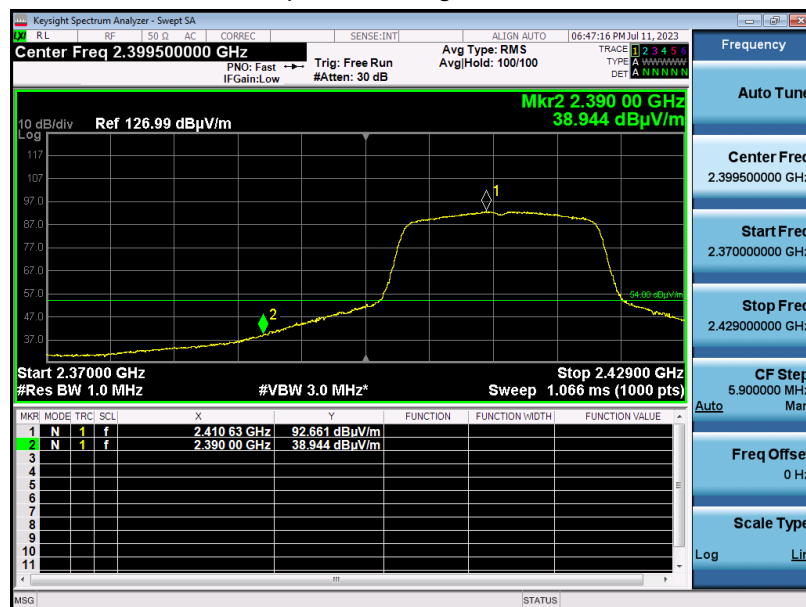 Keysight Spectrum Analyzer - Swept SA
LXI RL RF 50 Ω AC CORREC SENSE:INT ALIGN AUTO 06:47:16 PM Jul 11, 2023
Center Freq 2.399500000 GHz
PNO: Fast
IFGain:Low
Trig: Free Run
#Atten: 30 dB
Avg Type: RMS
Avg|Hold: 100/100
TRACE 1 2 3 4 5 6
TYPE A WWWWW
DET A N N N N N
Mkr2 2.390 00 GHz
38.944 dBµV/m
10 dB/div Ref 126.99 dBµV/m
Log
117
107
97.0
87.0
77.0
67.0
57.0
47.0
37.0
1
2
54.00 dBµV/m
Start 2.37000 GHz Stop 2.42900 GHz
#Res BW 1.0 MHz #VBW 3.0 MHz* Sweep 1.066 ms (1000 pts)
MKR MODE TRC SCL X Y FUNCTION FUNCTION WIDTH FUNCTION VALUE
1 N 1 f 2.410 63 GHz 92.661 dBµV/m
2 N 1 f 2.390 00 GHz 38.944 dBµV/m
3
4
5
6
7
8
9
10
11
MSG STATUS
Frequency
Auto Tune
Center Freq
2.399500000 GHz
Start Freq
2.370000000 GHz
Stop Freq
2.429000000 GHz
CF Step
5.900000 MHz
Auto Man
Freq Offset
0 Hz
Scale Type
Log Lin